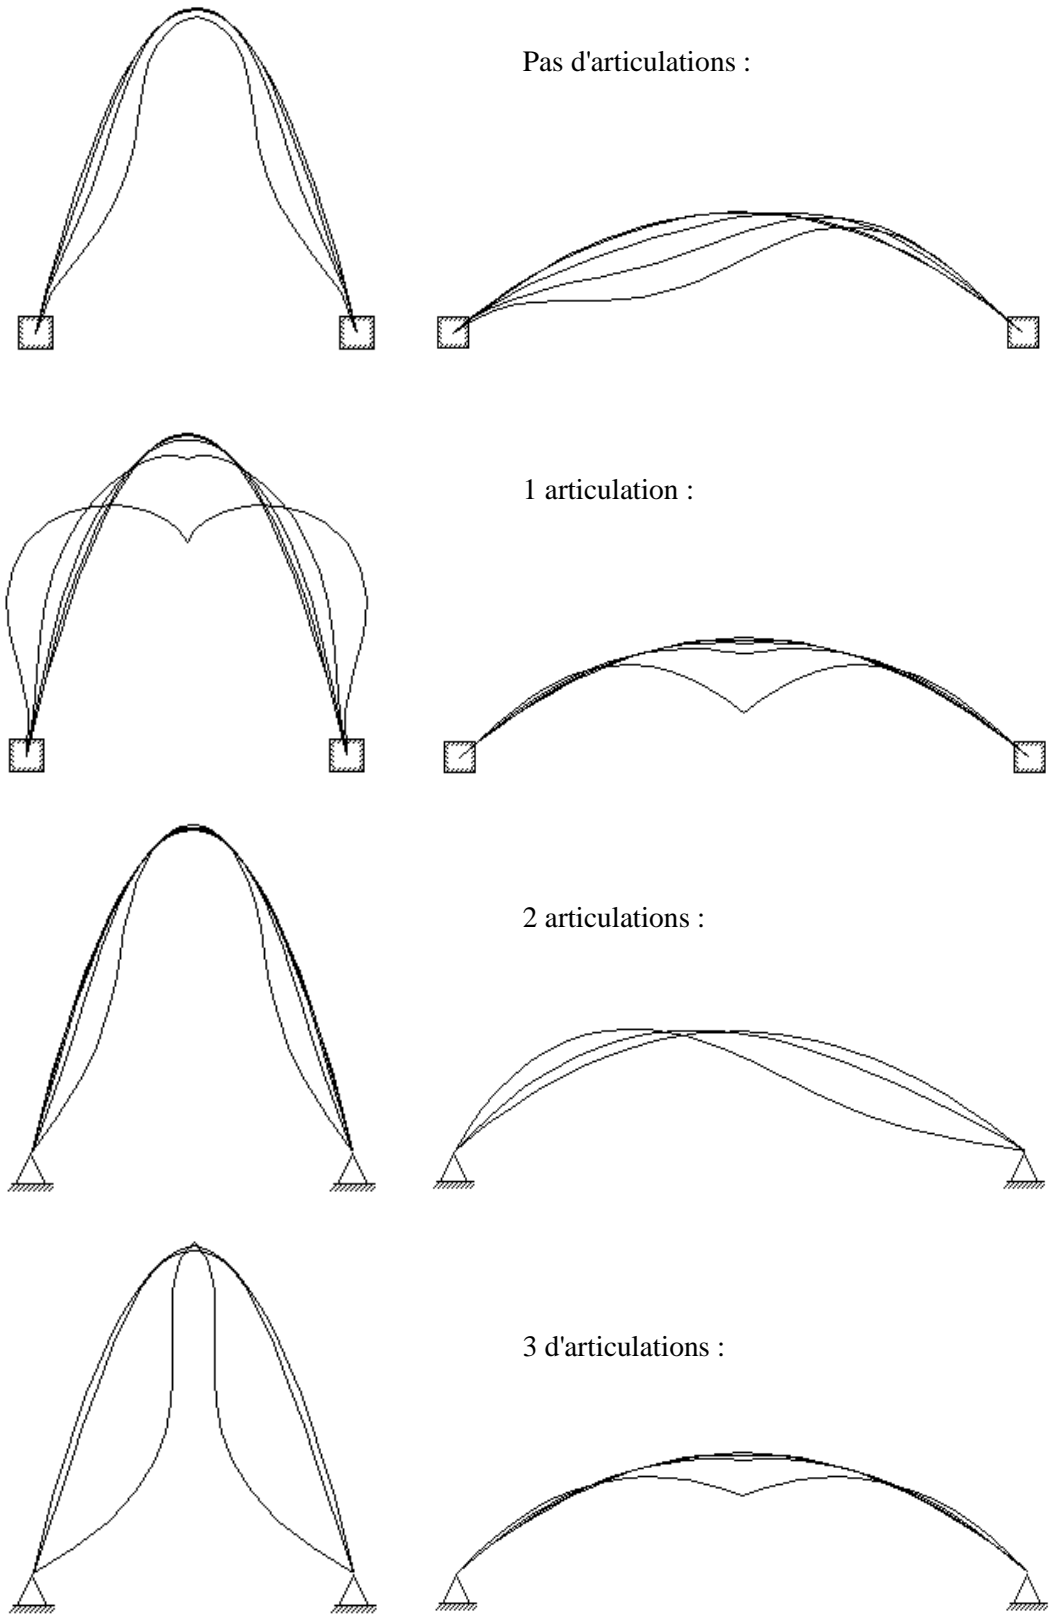 Pas d'articulations :
1 articulation :
2 articulations :
3 d'articulations :